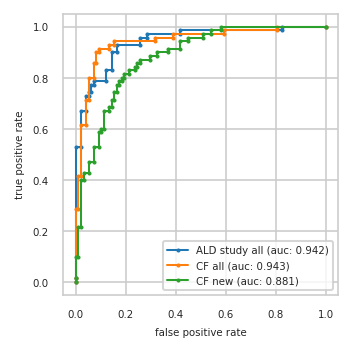 1.0
0.8
0.6
0.4
0.2
0.0
true positive rate
ALD study all (auc: 0.942)
CF all (auc: 0.943)
CF new (auc: 0.881)
0.0 0.2 0.4 0.6 0.8 1.0
false positive rate